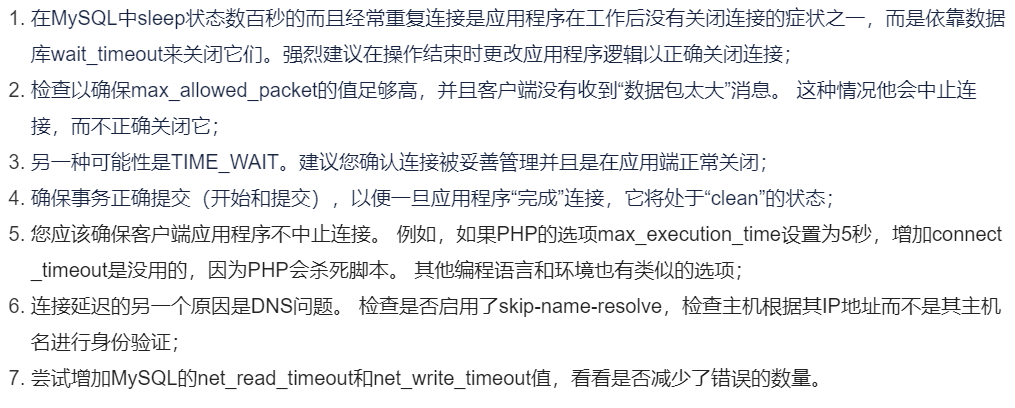 1. 在MySQL中sleep状态数百秒的而且经常重复连接是应用程序在工作后没有关闭连接的症状之一，而是依靠数据
库wait_timeout来关闭它们。强烈建议在操作结束时更改应用程序逻辑以正确关闭连接；
2. 检查以确保max_allowed_packet的值足够高，并且客户端没有收到“数据包太大”消息。 这种情况他会中止连
接，而不正确关闭它；
3. 另一种可能性是TIME_WAIT。建议您确认连接被妥善管理并且是在应用端正常关闭；
4. 确保事务正确提交（开始和提交），以便一旦应用程序“完成”连接，它将处于“clean”的状态；
5. 您应该确保客户端应用程序不中止连接。 例如，如果PHP的选项max_execution_time设置为5秒，增加connect
_timeout是没用的，因为PHP会杀死脚本。 其他编程语言和环境也有类似的选项；
6. 连接延迟的另一个原因是DNS问题。 检查是否启用了skip-name-resolve，检查主机根据其IP地址而不是其主机
名进行身份验证；
7. 尝试增加MySQL的net_read_timeout和net_write_timeout值，看看是否减少了错误的数量。